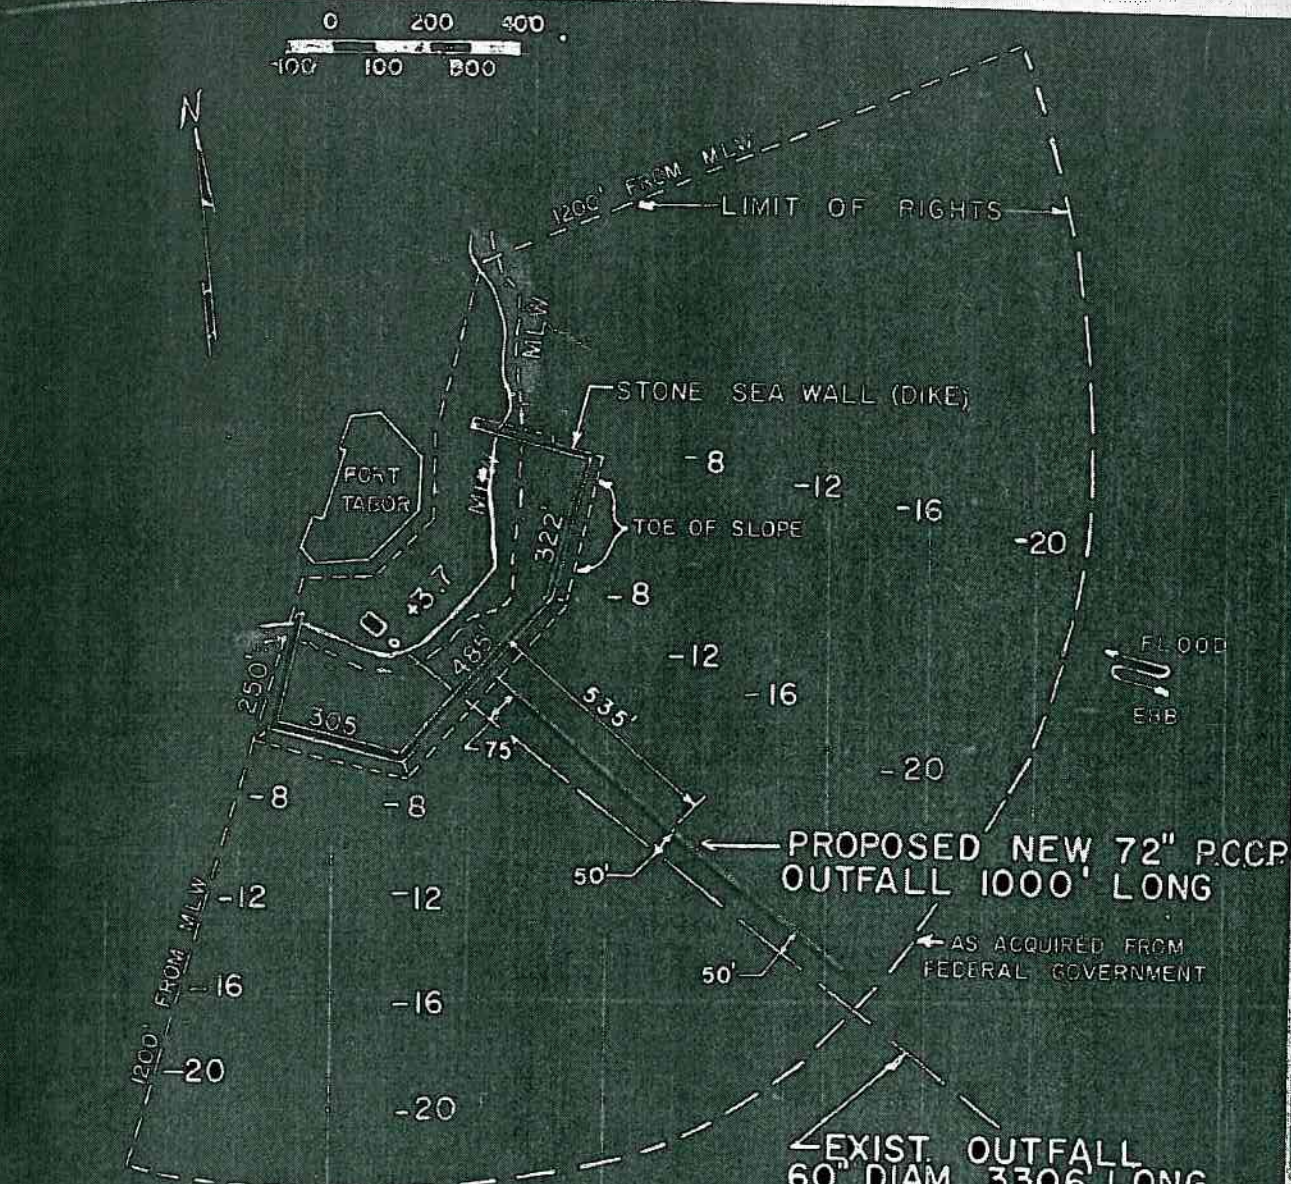 0 200 400
100 100 300
N
1200' FROM MLW
LIMIT OF RIGHTS
MLW
STONE SEA WALL (DIKE)
-8
-12
-16
-20
FORT
TABOR
322'
TOE OF SLOPE
+3.7
-8
-12
-16
FLOOD
EBB
250'
485'
535'
305
75'
-20
-8
-8
PROPOSED NEW 72" P.C.C.P.
OUTFALL 1000' LONG
50'
-12
-12
AS ACQUIRED FROM
FEDERAL GOVERNMENT
50'
-16
-16
1200' FROM MLW
-20
-20
EXIST. OUTFALL
60" DIAM. 3306' LONG